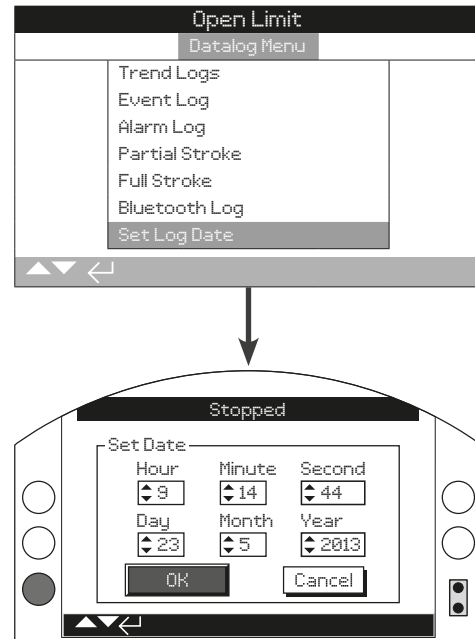 Open Limit
Datalog Menu
Trend Logs
Event Log
Alarm Log
Partial Stroke
Full Stroke
Bluetooth Log
Set Log Date
Stopped
Set Date
Hour Minute Second
9 14 44
Day Month Year
23 5 2013
OK Cancel